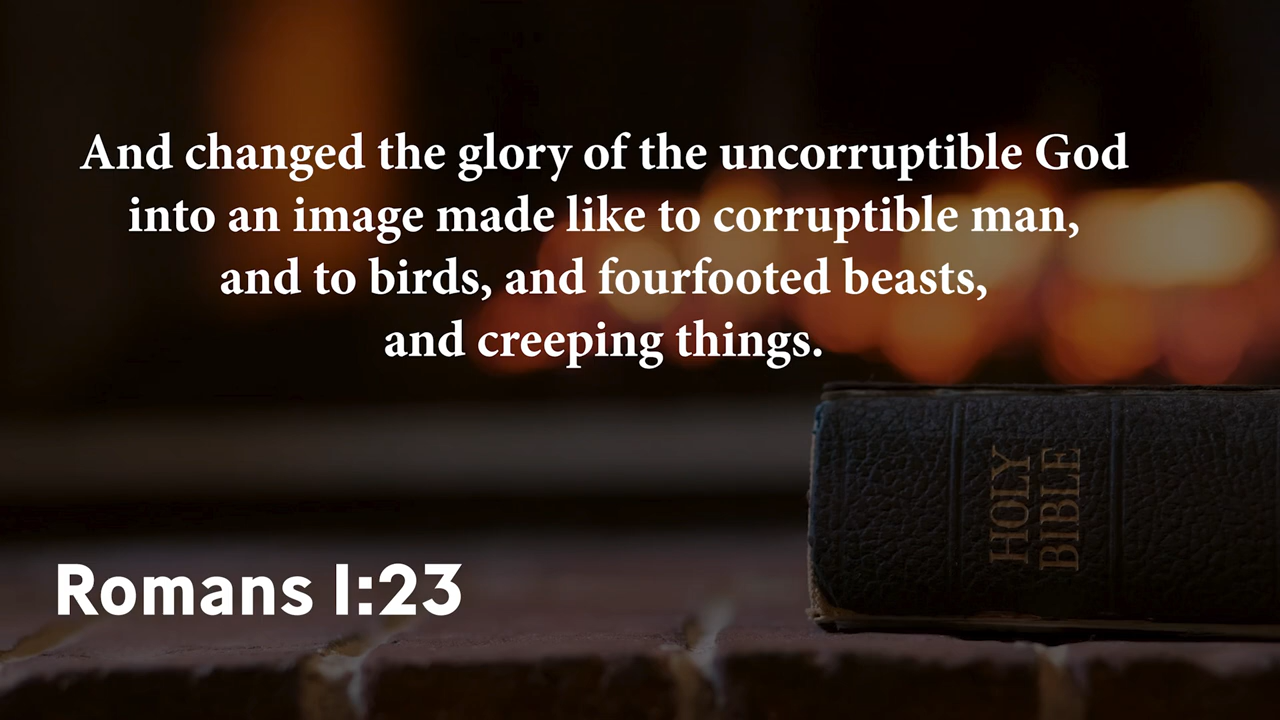 And changed the glory of the uncorruptible God
into an image made like to corruptible man,
and to birds, and fourfooted beasts,
and creeping things.
HOLY
BIBLE
Romans 1:23